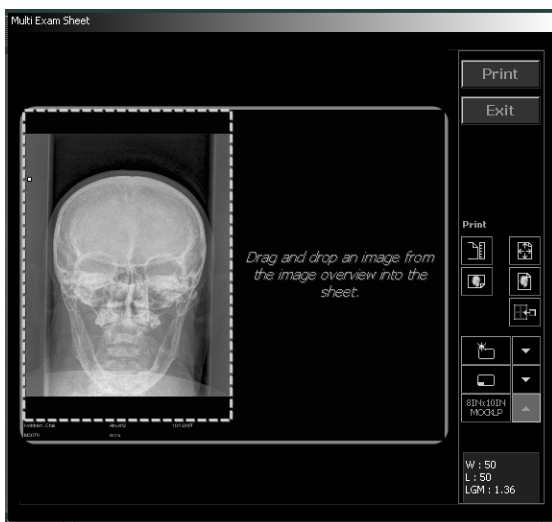 Multi Exam Sheet
Print
Exit
Drag and drop an image from
the image overview into the
sheet.
Print
8INx10IN
W : 50
L : 50
LGM : 1.36